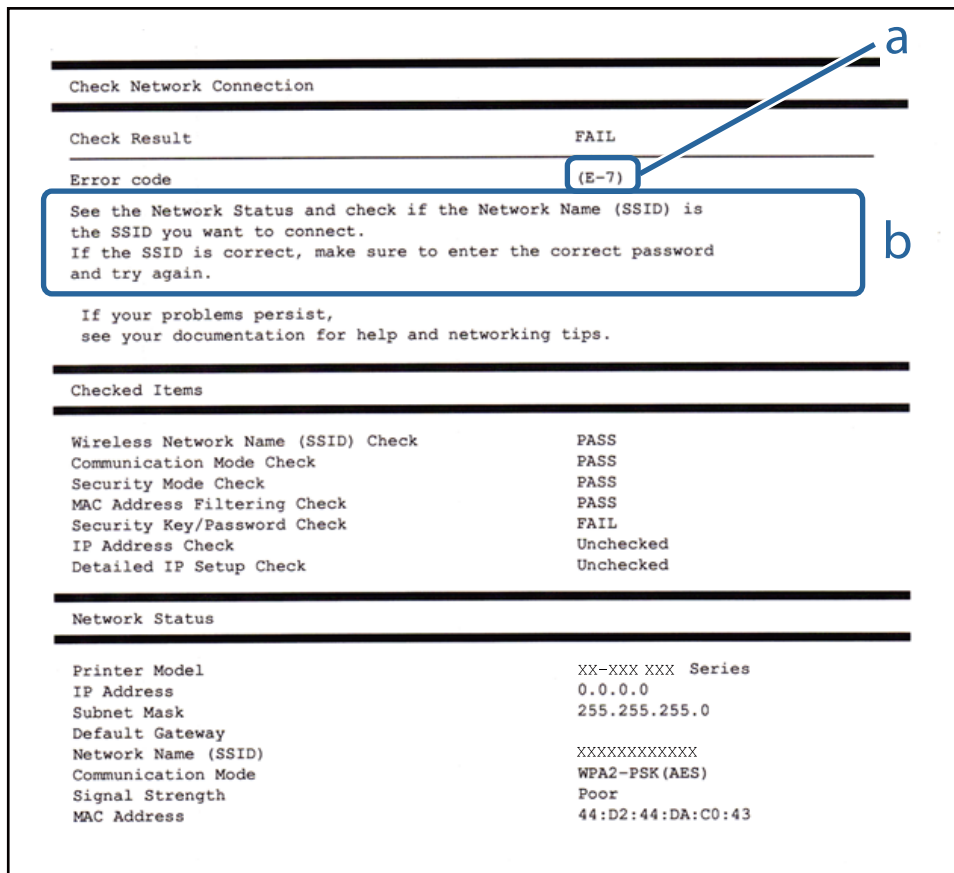 a
Check Network Connection
Check Result FAIL
Error code (E-7)
See the Network Status and check if the Network Name (SSID) is
the SSID you want to connect.
If the SSID is correct, make sure to enter the correct password
and try again.
b
If your problems persist,
see your documentation for help and networking tips.
Checked Items
Wireless Network Name (SSID) Check PASS
Communication Mode Check PASS
Security Mode Check PASS
MAC Address Filtering Check PASS
Security Key/Password Check FAIL
IP Address Check Unchecked
Detailed IP Setup Check Unchecked
Network Status
Printer Model XX-XXX XXX Series
IP Address 0.0.0.0
Subnet Mask 255.255.255.0
Default Gateway
Network Name (SSID) XXXXXXXXXXXX
Communication Mode WPA2-PSK(AES)
Signal Strength Poor
MAC Address 44:D2:44:DA:C0:43